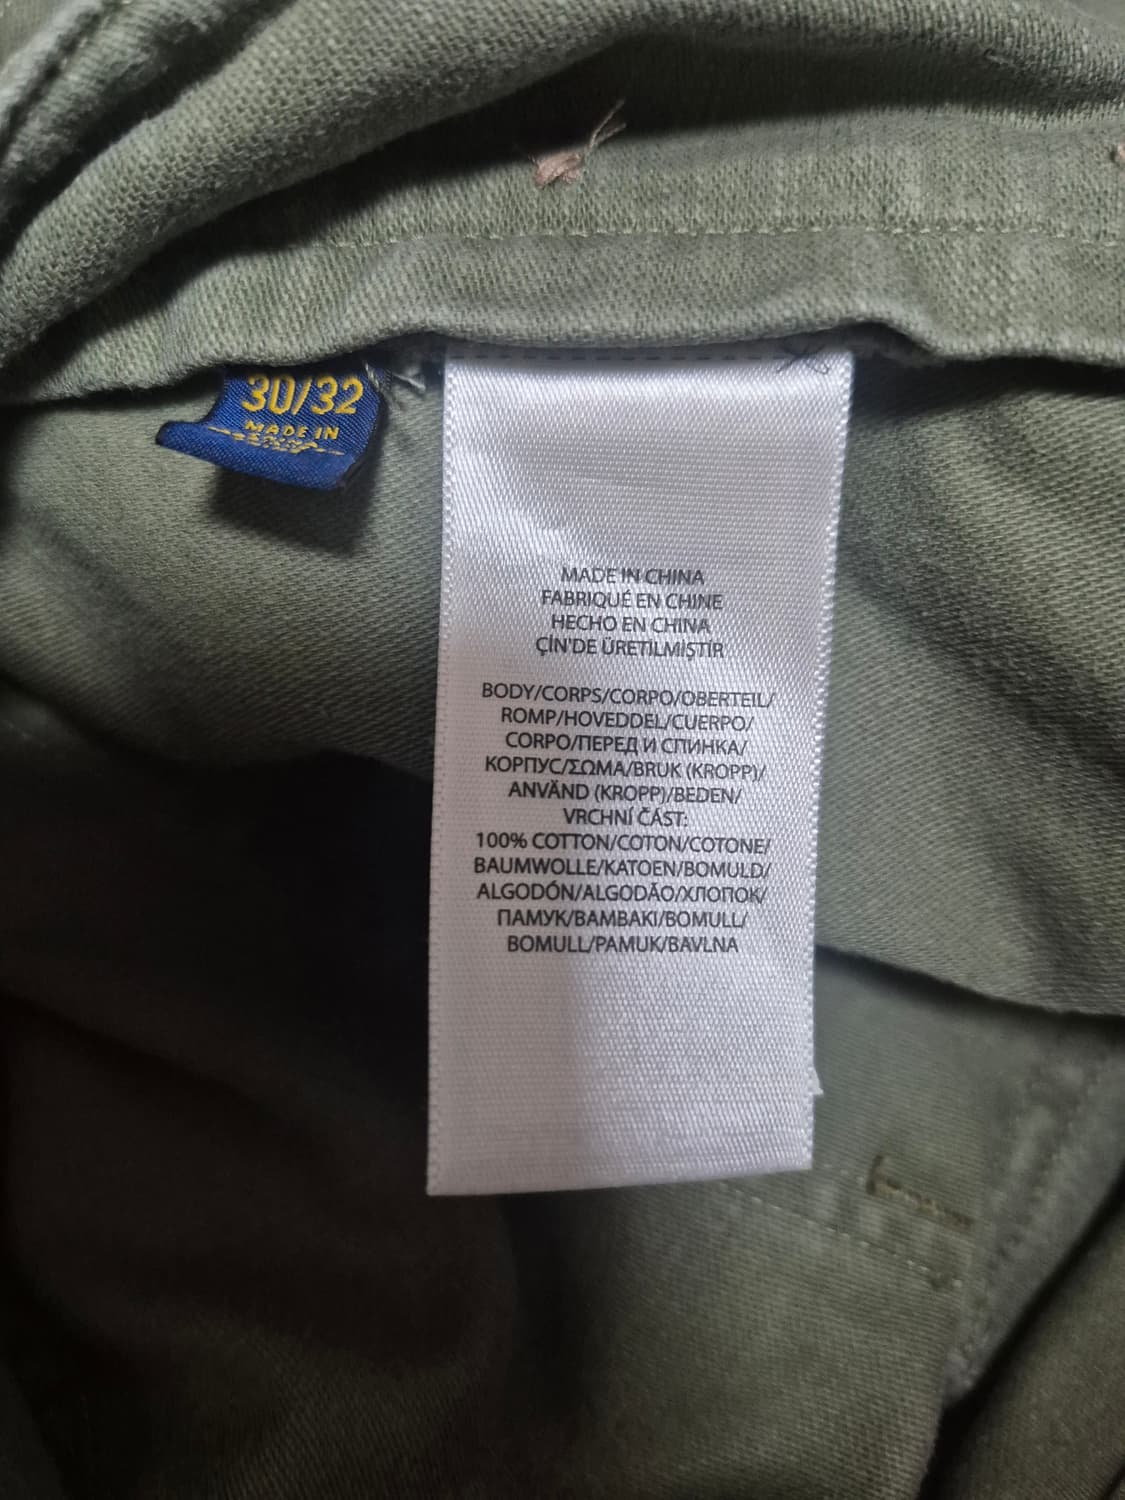 30/32
MADE IN
MADE IN CHINA
FABRIQUÉ EN CHINE
HECHO EN CHINA
ÇİN'DE ÜRETİLMİŞTİR
BODY/CORPS/CORPO/OBERTEIL/
ROMP/HOVEDDEL/CUERPO/
CORPO/ПЕРЕД И СПИНКА/
КОРПУС/ΣΩΜΑ/BRUK (KROPP)/
ANVÄND (KROPP)/BEDEN/
VRCHNÍ ČÁST:
100% COTTON/COTON/COTONE/
BAUMWOLLE/KATOEN/BOMULD/
ALGODÓN/ALGODÃO/ХЛОПОК/
ПАМУК/ΒΑΜΒΑΚΙ/BOMULL/
BOMULL/PAMUK/BAVLNA